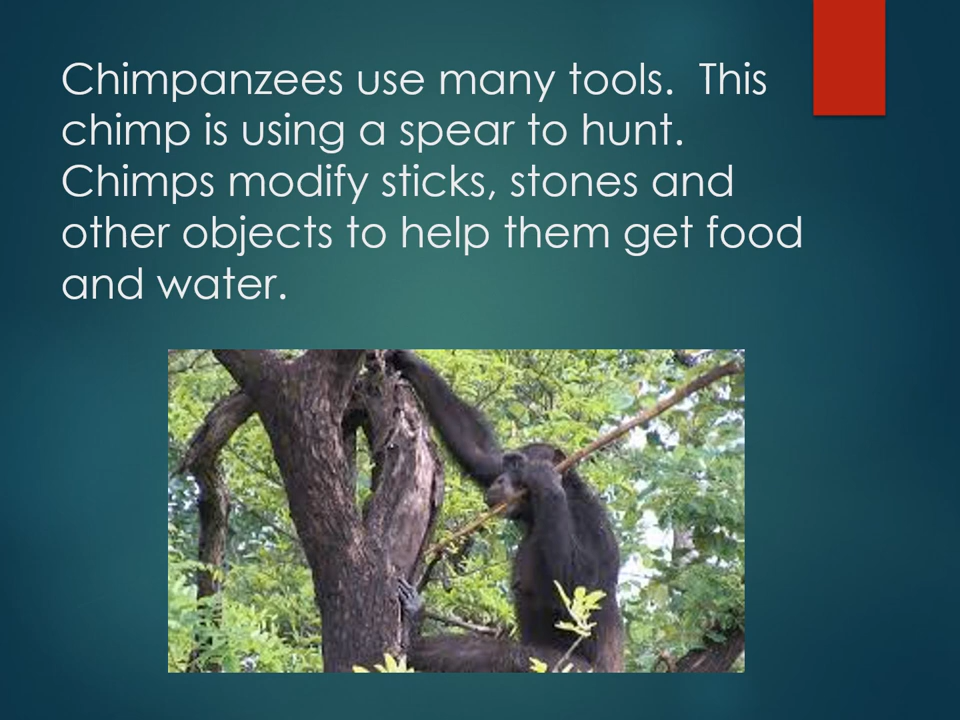 Chimpanzees use many tools.  This
chimp is using a spear to hunt.
Chimps modify sticks, stones and
other objects to help them get food
and water.